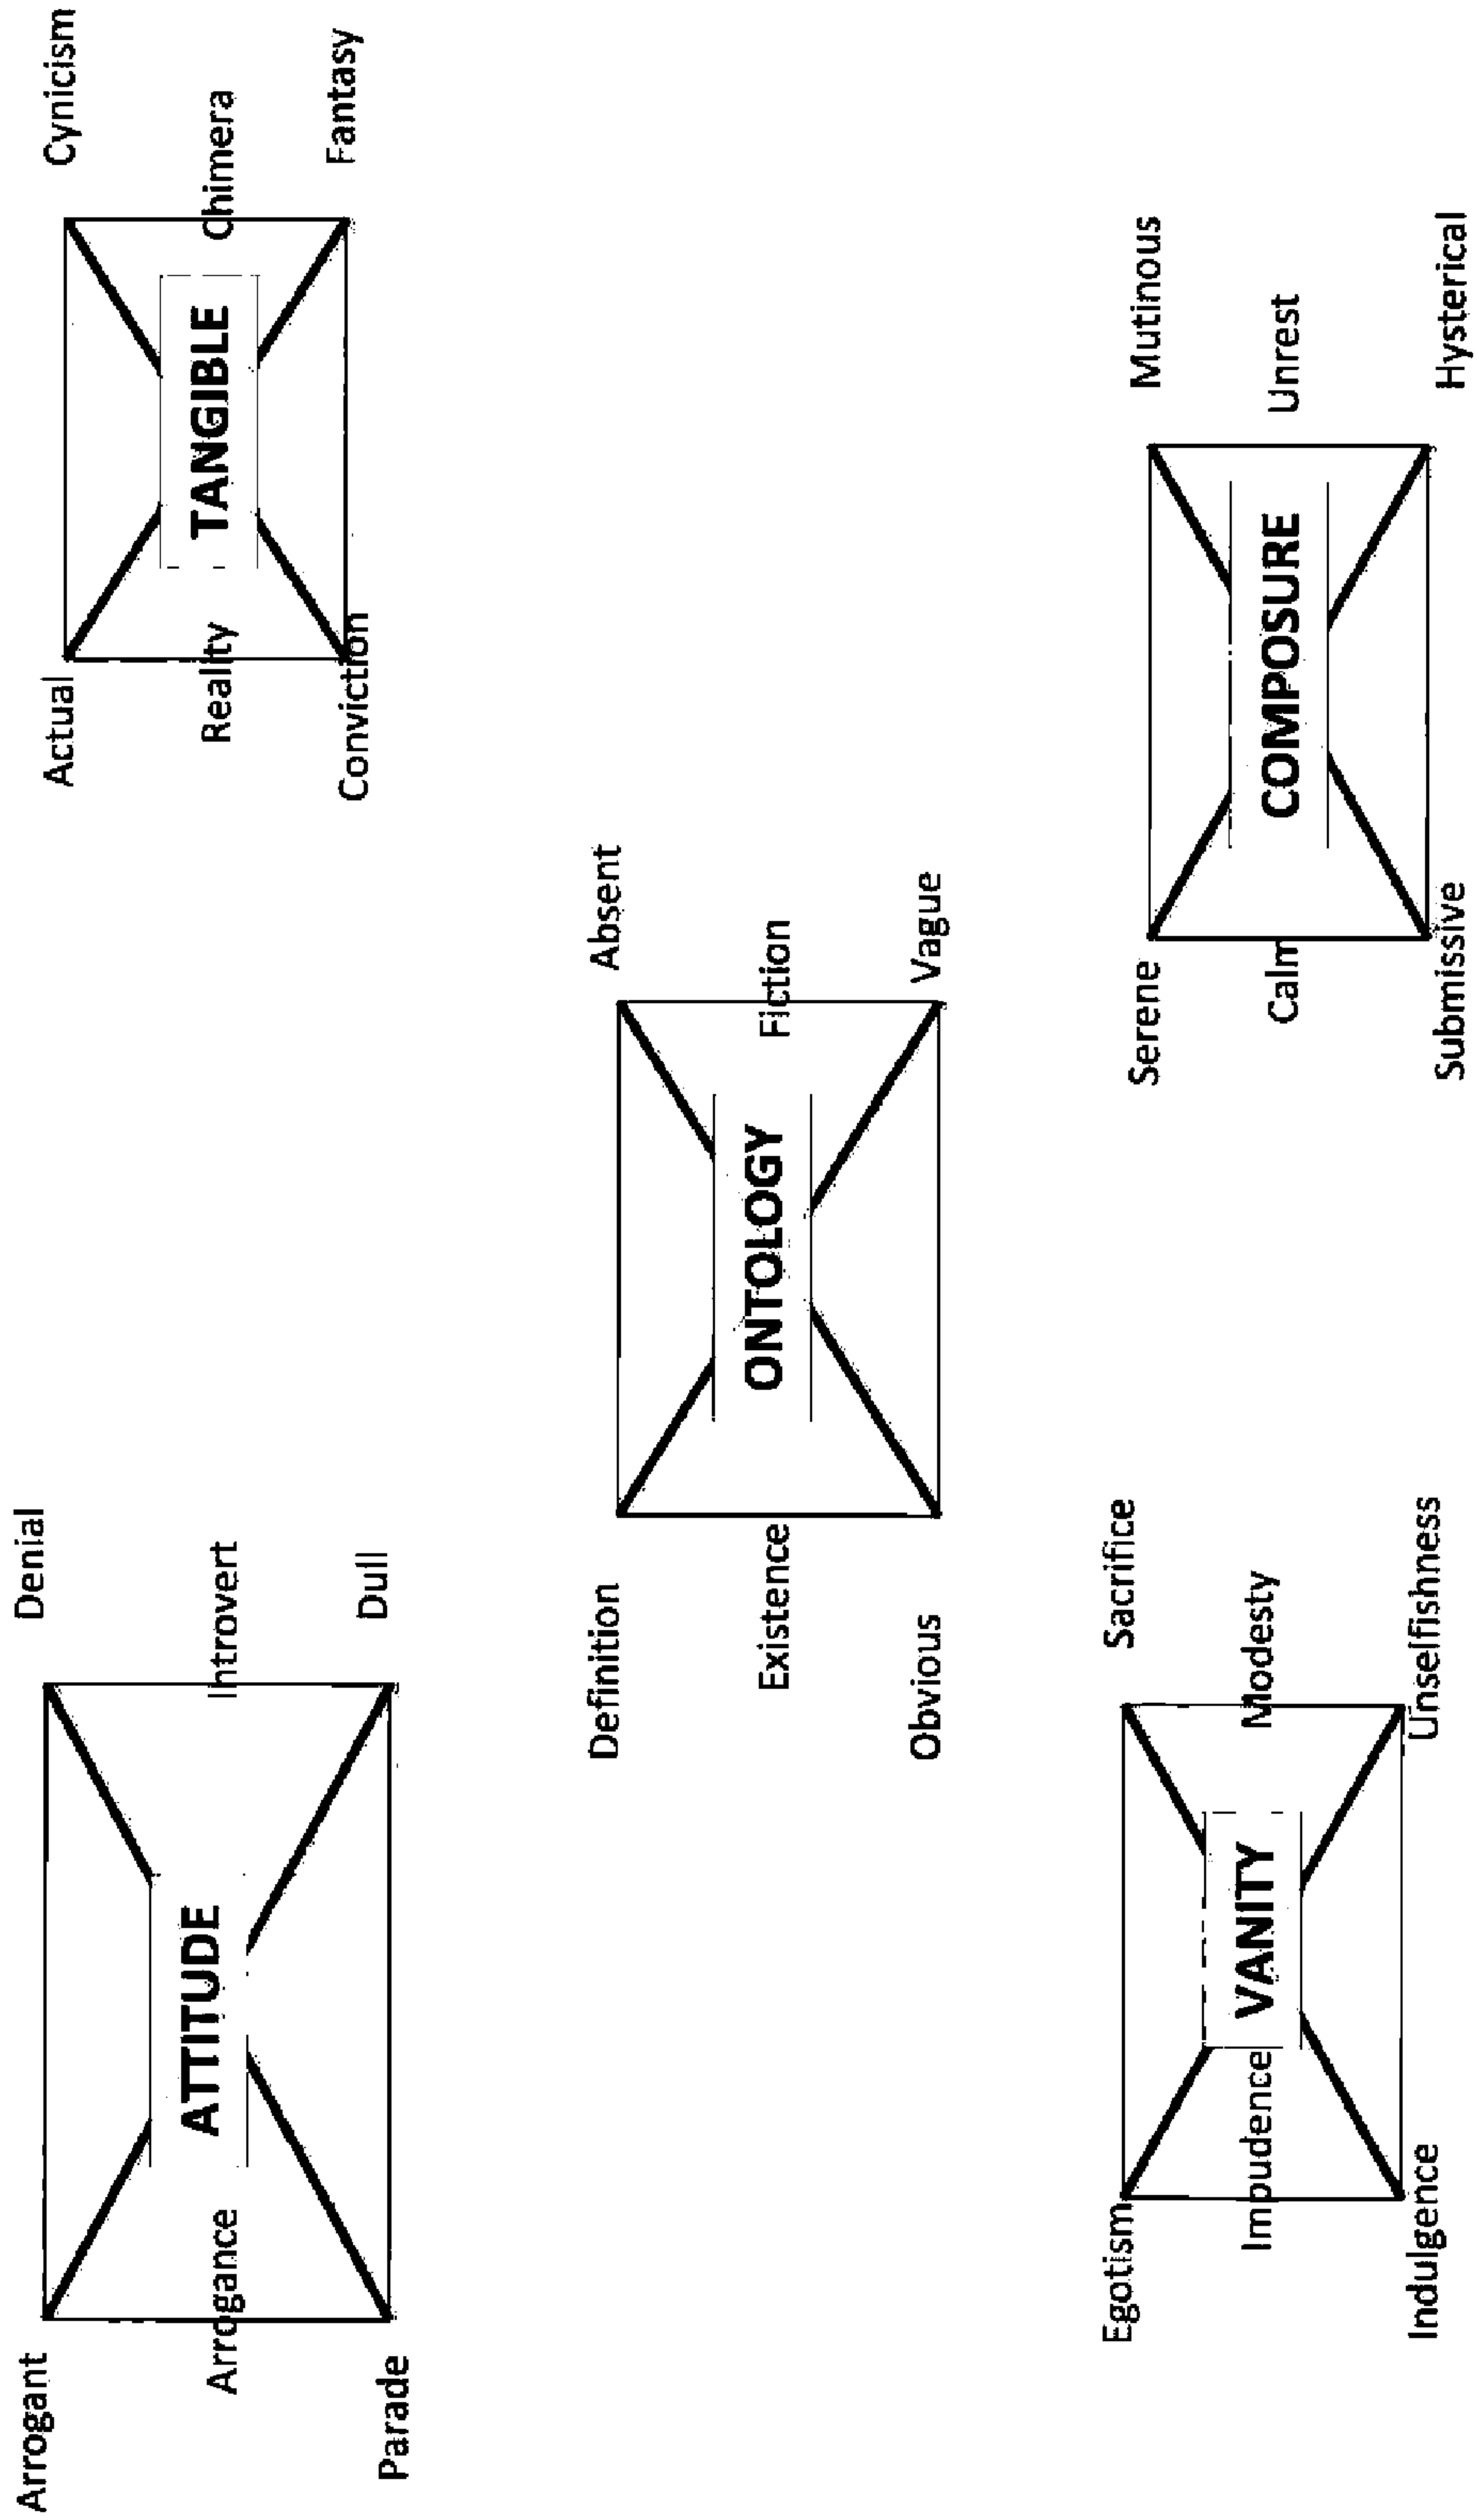 Arrogant
Denial
Arrogance
ATTITUDE
Introvert
Parade
Dull
Actual
Cynicism
Reality
TANGIBLE
Chimera
Conviction
Fantasy
Definition
Absent
Existence
ONTOLOGY
Fiction
Obvious
Vague
Egotism
Sacrifice
Impudence
VANITY
Modesty
Indulgence
Unselfishness
Serene
Mutinous
Calm
COMPOSURE
Unrest
Submissive
Hysterical